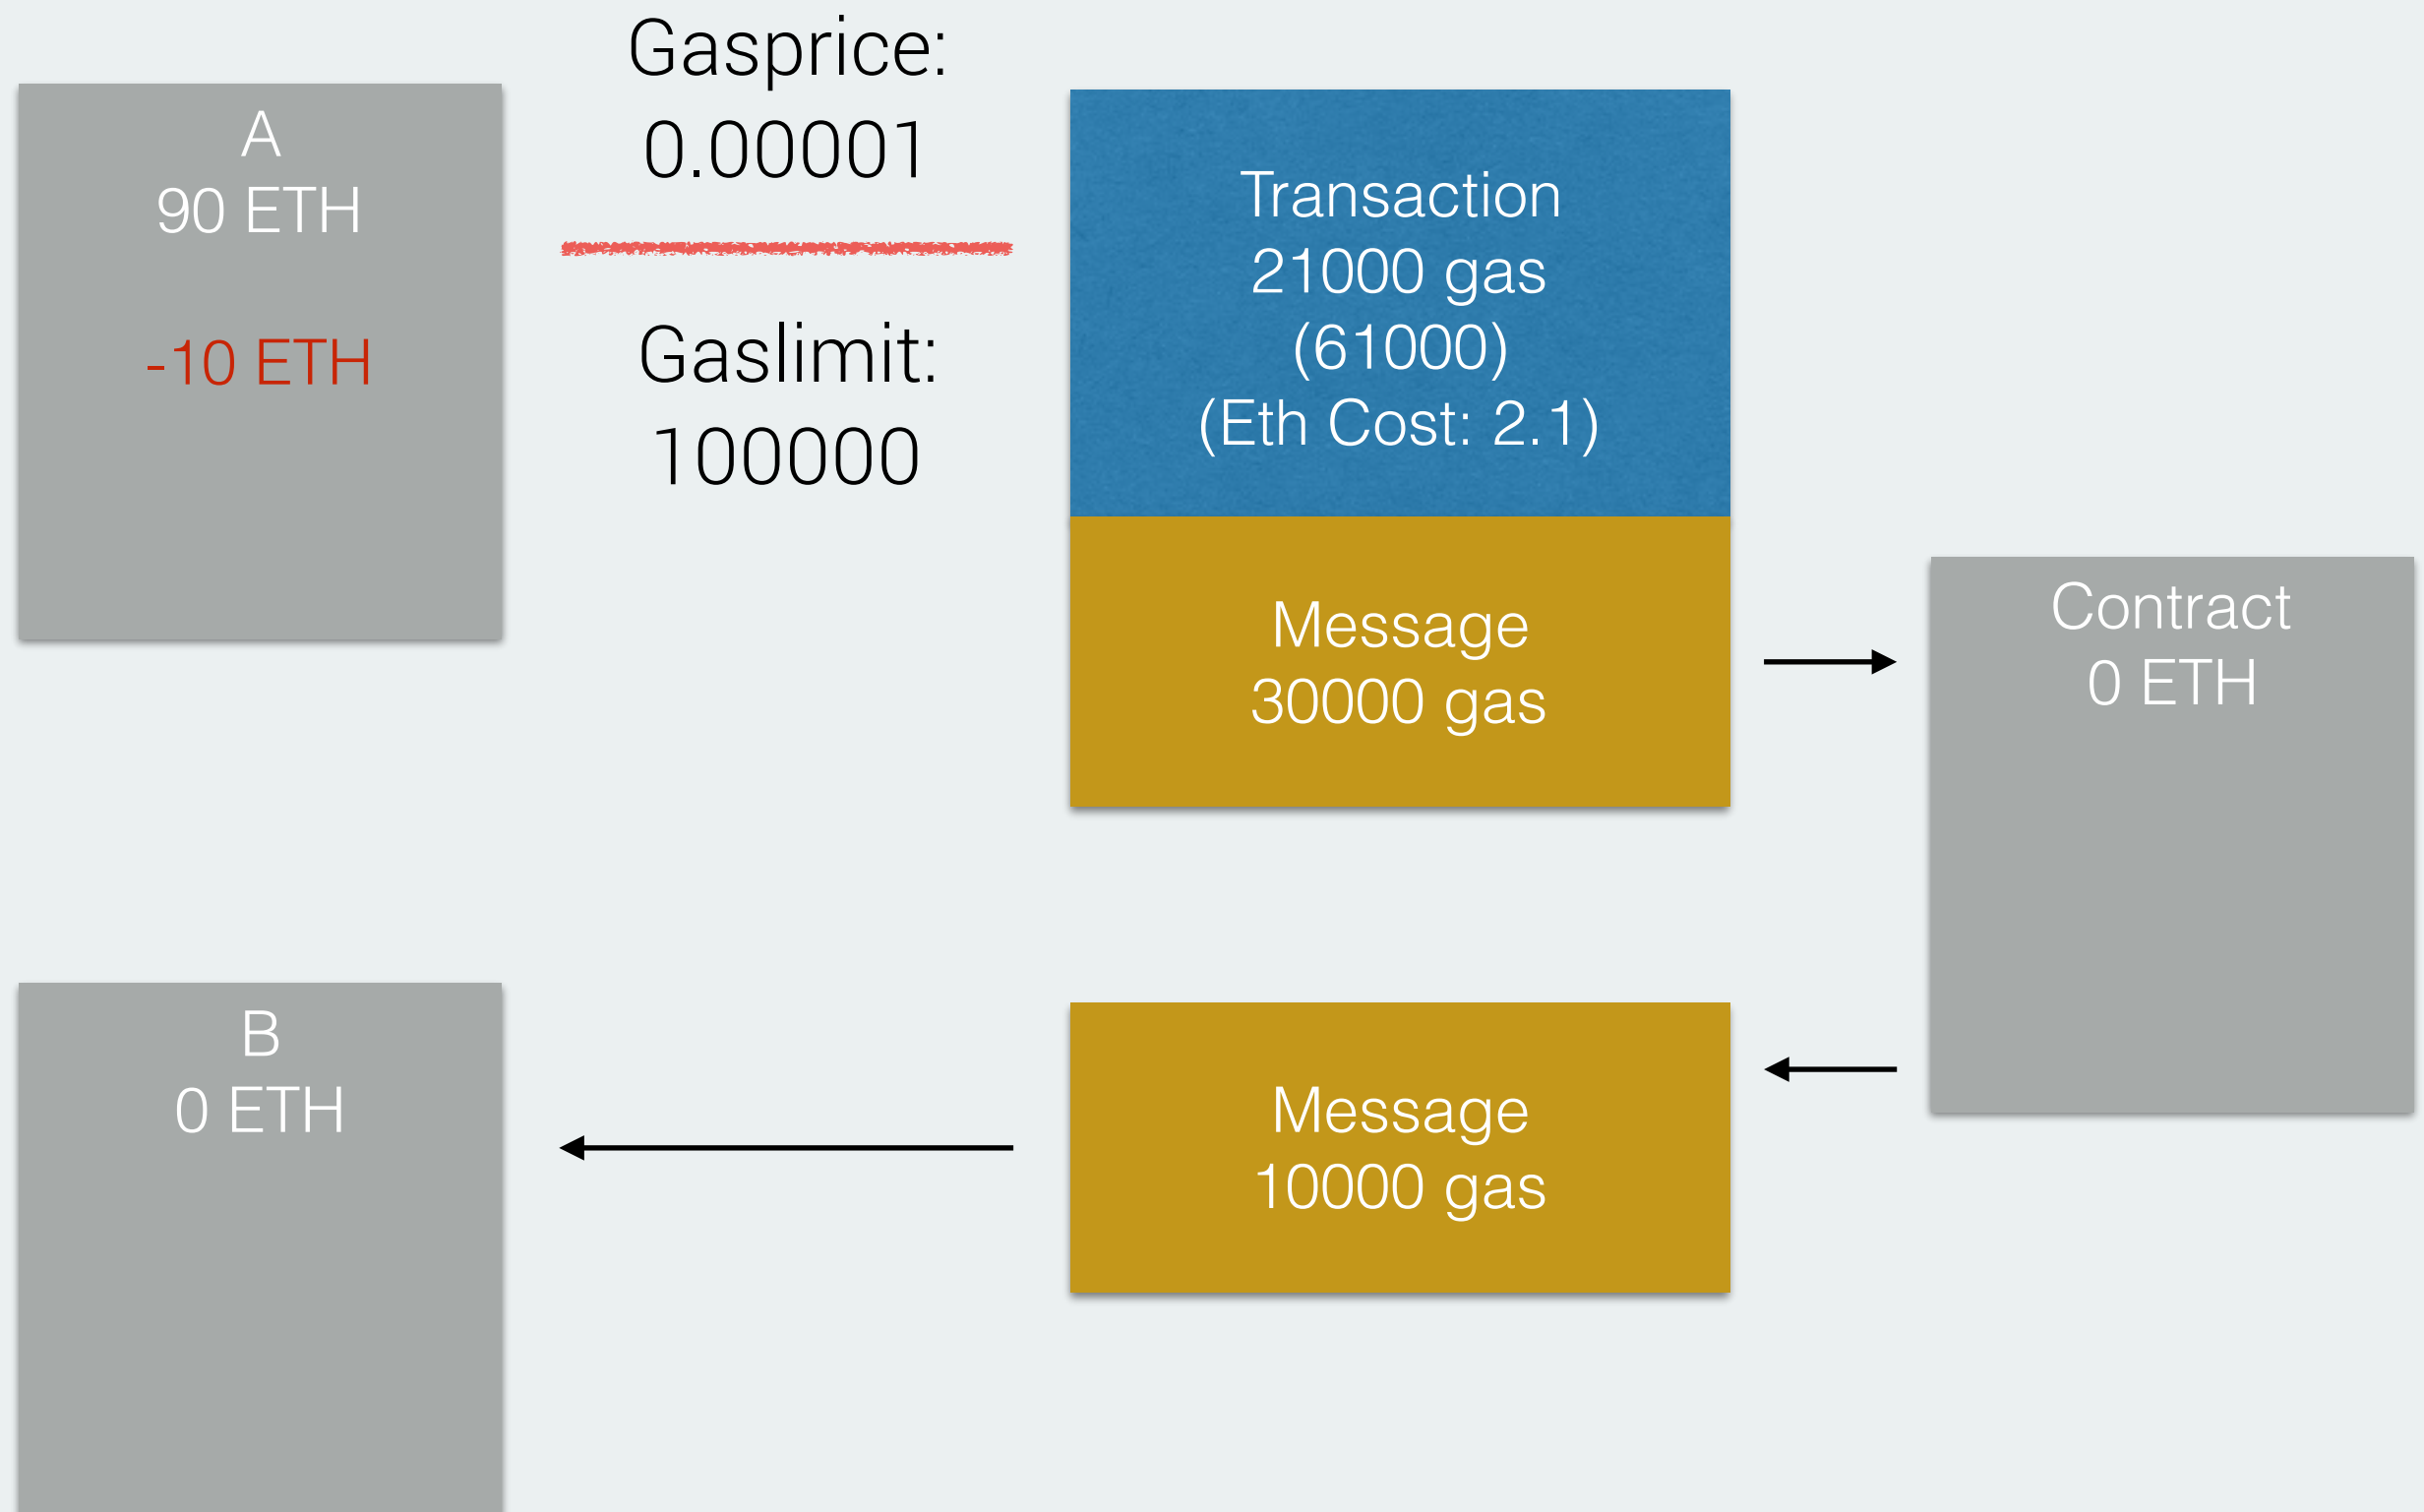 A
90 ETH
-10 ETH
Gasprice:
0.00001
Gaslimit:
100000
Transaction
21000 gas
(61000)
(Eth Cost: 2.1)
Message
30000 gas
Contract
0 ETH
B
0 ETH
Message
10000 gas